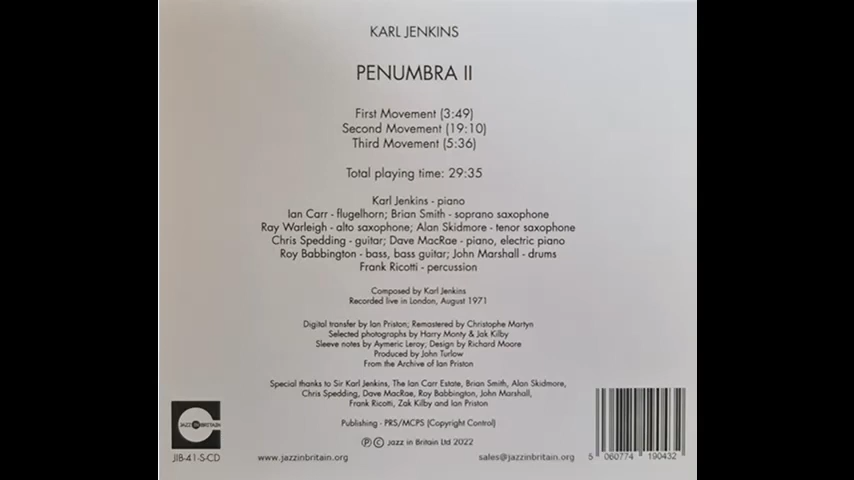 KARL JENKINS
PENUMBRA II
First Movement (3:49)
Second Movement (19:10)
Third Movement (5:36)
Total playing time: 29:35
Karl Jenkins - piano
Ian Carr - flugelhorn; Brian Smith - soprano saxophone
Ray Warleigh - alto saxophone; Alan Skidmore - tenor saxophone
Chris Spedding - guitar; Dave MacRae - piano, electric piano
Roy Babbington - bass, bass guitar; John Marshall - drums
Frank Ricotti - percussion
Composed by Karl Jenkins
Recorded live in London, August 1971
Digital transfer by Ian Priston; Remastered by Christophe Martyn
Selected photographs by Harry Monty & Jak Kilby
Sleeve notes by Aymeric Leroy; Design by Richard Moore
Produced by John Turlow
From the Archive of Ian Priston
Special thanks to Sir Karl Jenkins, The Ian Carr Estate, Brian Smith, Alan Skidmore,
Chris Spedding, Dave MacRae, Roy Babbington, John Marshall,
Frank Ricotti, Zak Kilby and Ian Priston
Publishing - PRS/MCPS (Copyright Control)
Ⓟ Ⓒ Jazz in Britain Ltd 2022
JAZZ IN BRITAIN
JIB-41-S-CD
www.jazzinbritain.org
sales@jazzinbritain.org
5 060774 190432